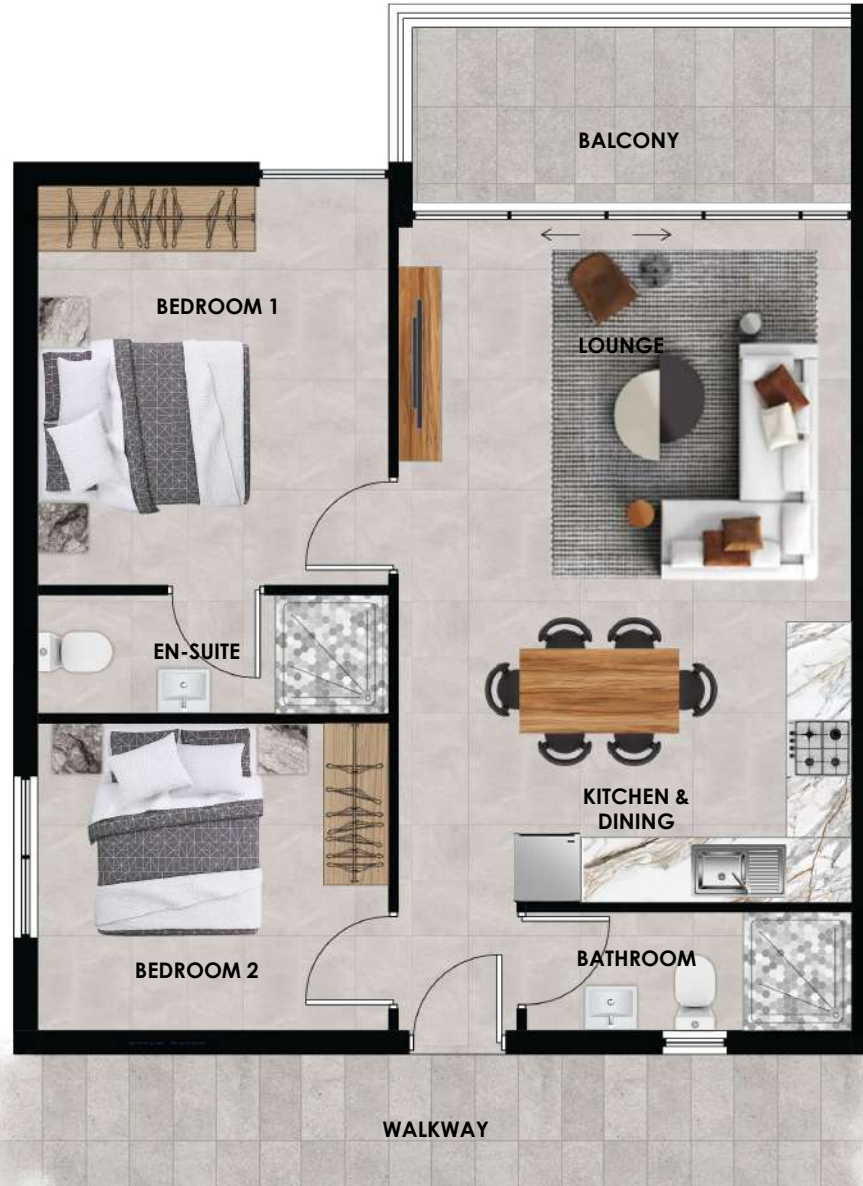 BALCONY
BEDROOM 1
LOUNGE
EN-SUITE
KITCHEN &
DINING
BATHROOM
BEDROOM 2
WALKWAY